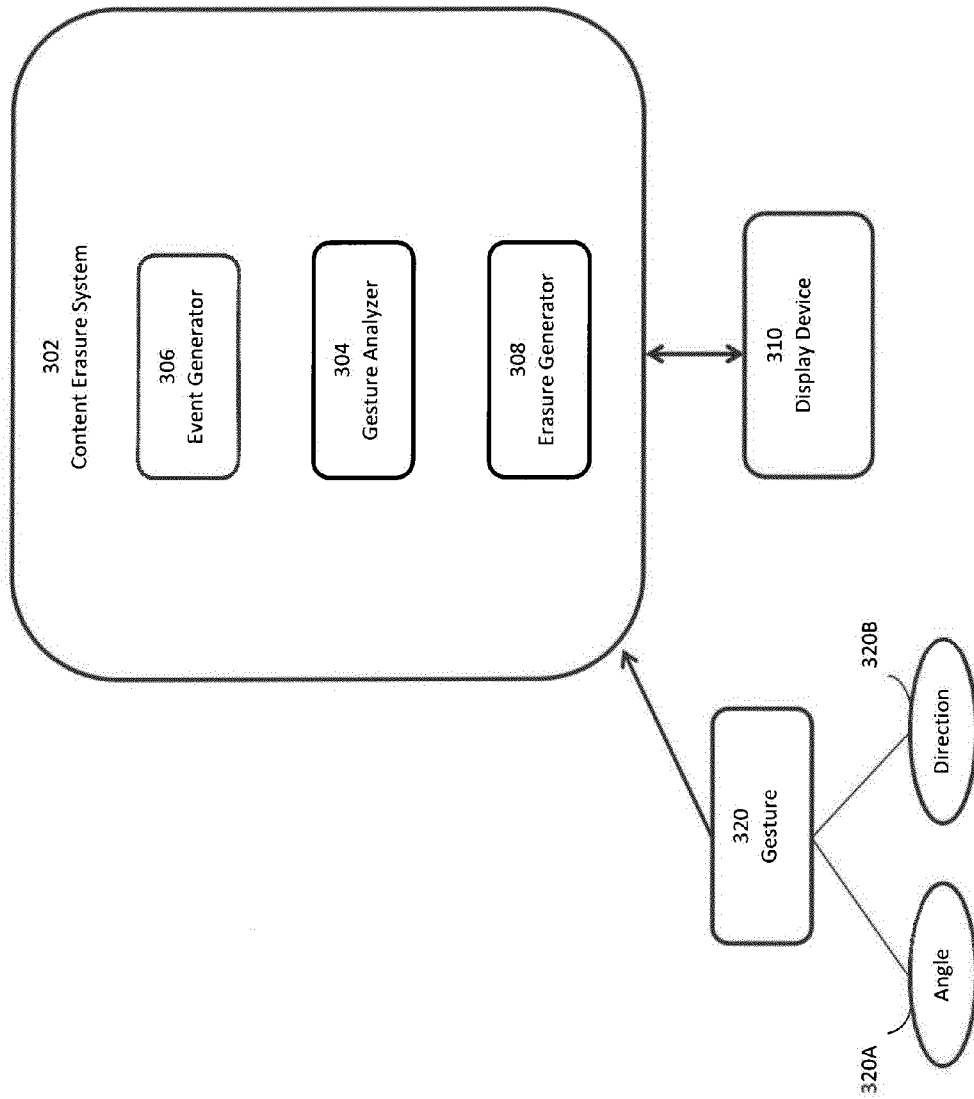 302
Content Erasure System
306
Event Generator
304
Gesture Analyzer
308
Erasure Generator
310
Display Device
320
Gesture
320A
Angle
320B
Direction